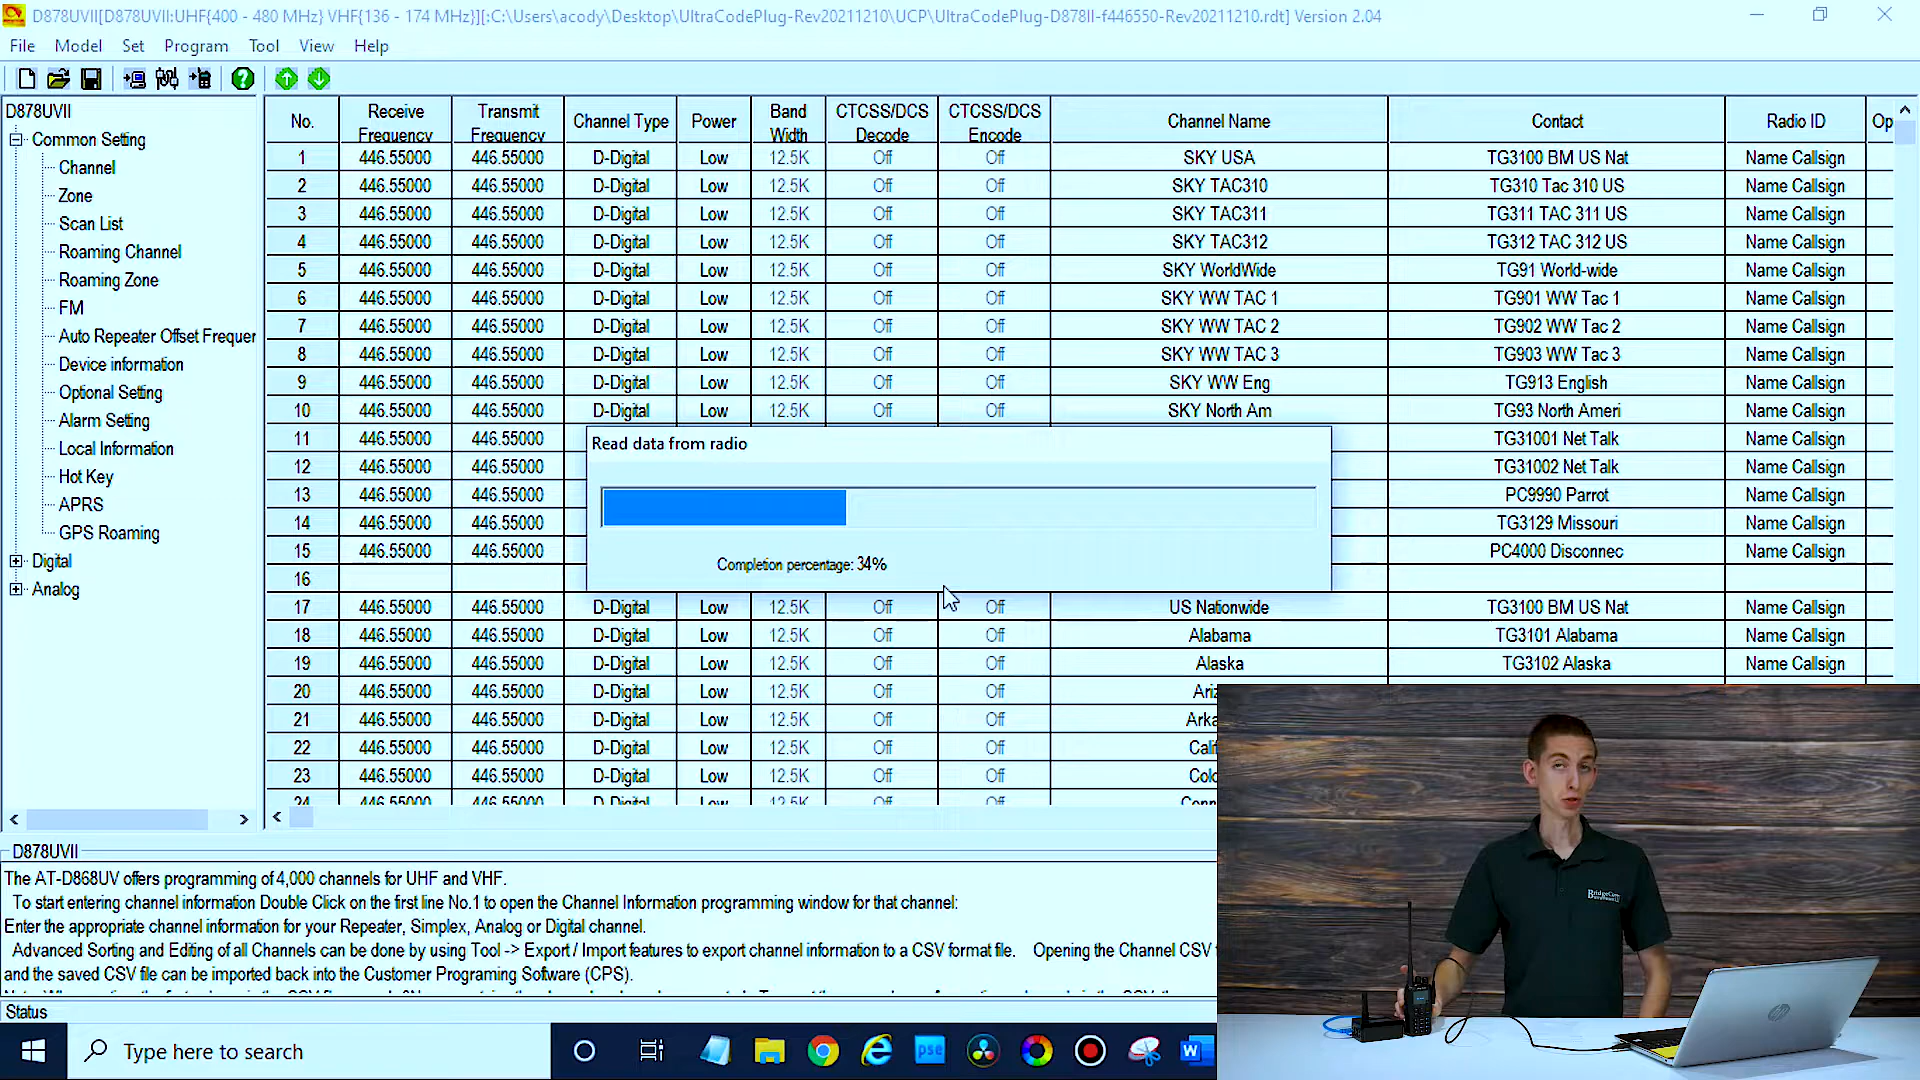 D878UVII[D878UVII:UHF{400 - 480 MHz} VHF{136 - 174 MHz}][:C:\Users\acody\Desktop\UltraCodePlug-Rev20211210\UCP\UltraCodePlug-D878II-f446550-Rev20211210.rdt] Version 2.04
File Model Set Program Tool View Help
D878UVII
Common Setting
Channel
Zone
Scan List
Roaming Channel
Roaming Zone
FM
Auto Repeater Offset Frequer
Device information
Optional Setting
Alarm Setting
Local Information
Hot Key
APRS
GPS Roaming
Digital
Analog
No. Receive Frequency Transmit Frequency Channel Type Power Band Width CTCSS/DCS Decode CTCSS/DCS Encode Channel Name Contact Radio ID Op
1 446.55000 446.55000 D-Digital Low 12.5K Off Off SKY USA TG3100 BM US Nat Name Callsign
2 446.55000 446.55000 D-Digital Low 12.5K Off Off SKY TAC310 TG310 Tac 310 US Name Callsign
3 446.55000 446.55000 D-Digital Low 12.5K Off Off SKY TAC311 TG311 TAC 311 US Name Callsign
4 446.55000 446.55000 D-Digital Low 12.5K Off Off SKY TAC312 TG312 TAC 312 US Name Callsign
5 446.55000 446.55000 D-Digital Low 12.5K Off Off SKY WorldWide TG91 World-wide Name Callsign
6 446.55000 446.55000 D-Digital Low 12.5K Off Off SKY WW TAC 1 TG901 WW Tac 1 Name Callsign
7 446.55000 446.55000 D-Digital Low 12.5K Off Off SKY WW TAC 2 TG902 WW Tac 2 Name Callsign
8 446.55000 446.55000 D-Digital Low 12.5K Off Off SKY WW TAC 3 TG903 WW Tac 3 Name Callsign
9 446.55000 446.55000 D-Digital Low 12.5K Off Off SKY WW Eng TG913 English Name Callsign
10 446.55000 446.55000 D-Digital Low 12.5K Off Off SKY North Am TG93 North Ameri Name Callsign
11 446.55000 446.55000 TG31001 Net Talk Name Callsign
12 446.55000 446.55000 TG31002 Net Talk Name Callsign
13 446.55000 446.55000 PC9990 Parrot Name Callsign
14 446.55000 446.55000 TG3129 Missouri Name Callsign
15 446.55000 446.55000 PC4000 Disconnec Name Callsign
16
17 446.55000 446.55000 D-Digital Low 12.5K Off Off US Nationwide TG3100 BM US Nat Name Callsign
18 446.55000 446.55000 D-Digital Low 12.5K Off Off Alabama TG3101 Alabama Name Callsign
19 446.55000 446.55000 D-Digital Low 12.5K Off Off Alaska TG3102 Alaska Name Callsign
20 446.55000 446.55000 D-Digital Low 12.5K Off Off Ariz
21 446.55000 446.55000 D-Digital Low 12.5K Off Off Arka
22 446.55000 446.55000 D-Digital Low 12.5K Off Off Calif
23 446.55000 446.55000 D-Digital Low 12.5K Off Off Colo
24 446.55000 446.55000 D-Digital Low 12.5K Off Off Conn
Read data from radio
Completion percentage: 34%
D878UVII
The AT-D868UV offers programming of 4,000 channels for UHF and VHF.
To start entering channel information Double Click on the first line No.1 to open the Channel Information programming window for that channel:
Enter the appropriate channel information for your Repeater, Simplex, Analog or Digital channel.
Advanced Sorting and Editing of all Channels can be done by using Tool -> Export / Import features to export channel information to a CSV format file. Opening the Channel CSV
and the saved CSV file can be imported back into the Customer Programing Software (CPS).
Status
Type here to search
pse
W
BridgeCom
hp